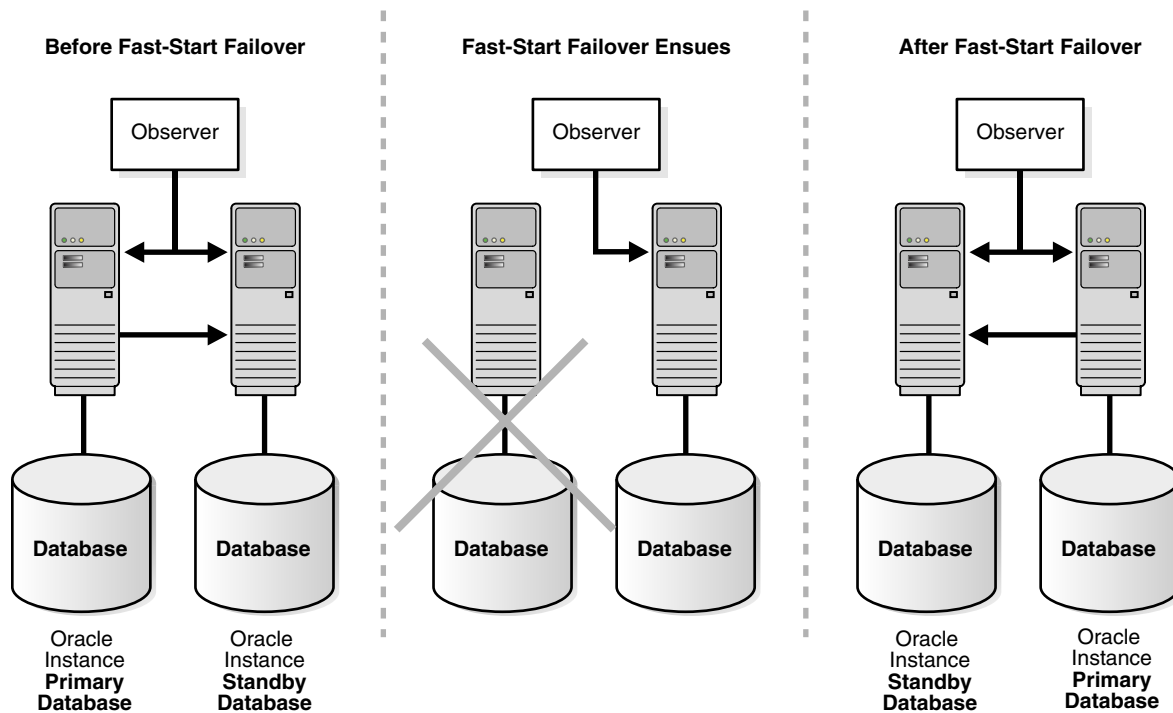 Before Fast-Start Failover
Observer
Database
Database
Oracle
Instance
Primary
Database
Oracle
Instance
Standby
Database
Fast-Start Failover Ensues
Observer
Database
Database
After Fast-Start Failover
Observer
Database
Database
Oracle
Instance
Standby
Database
Oracle
Instance
Primary
Database